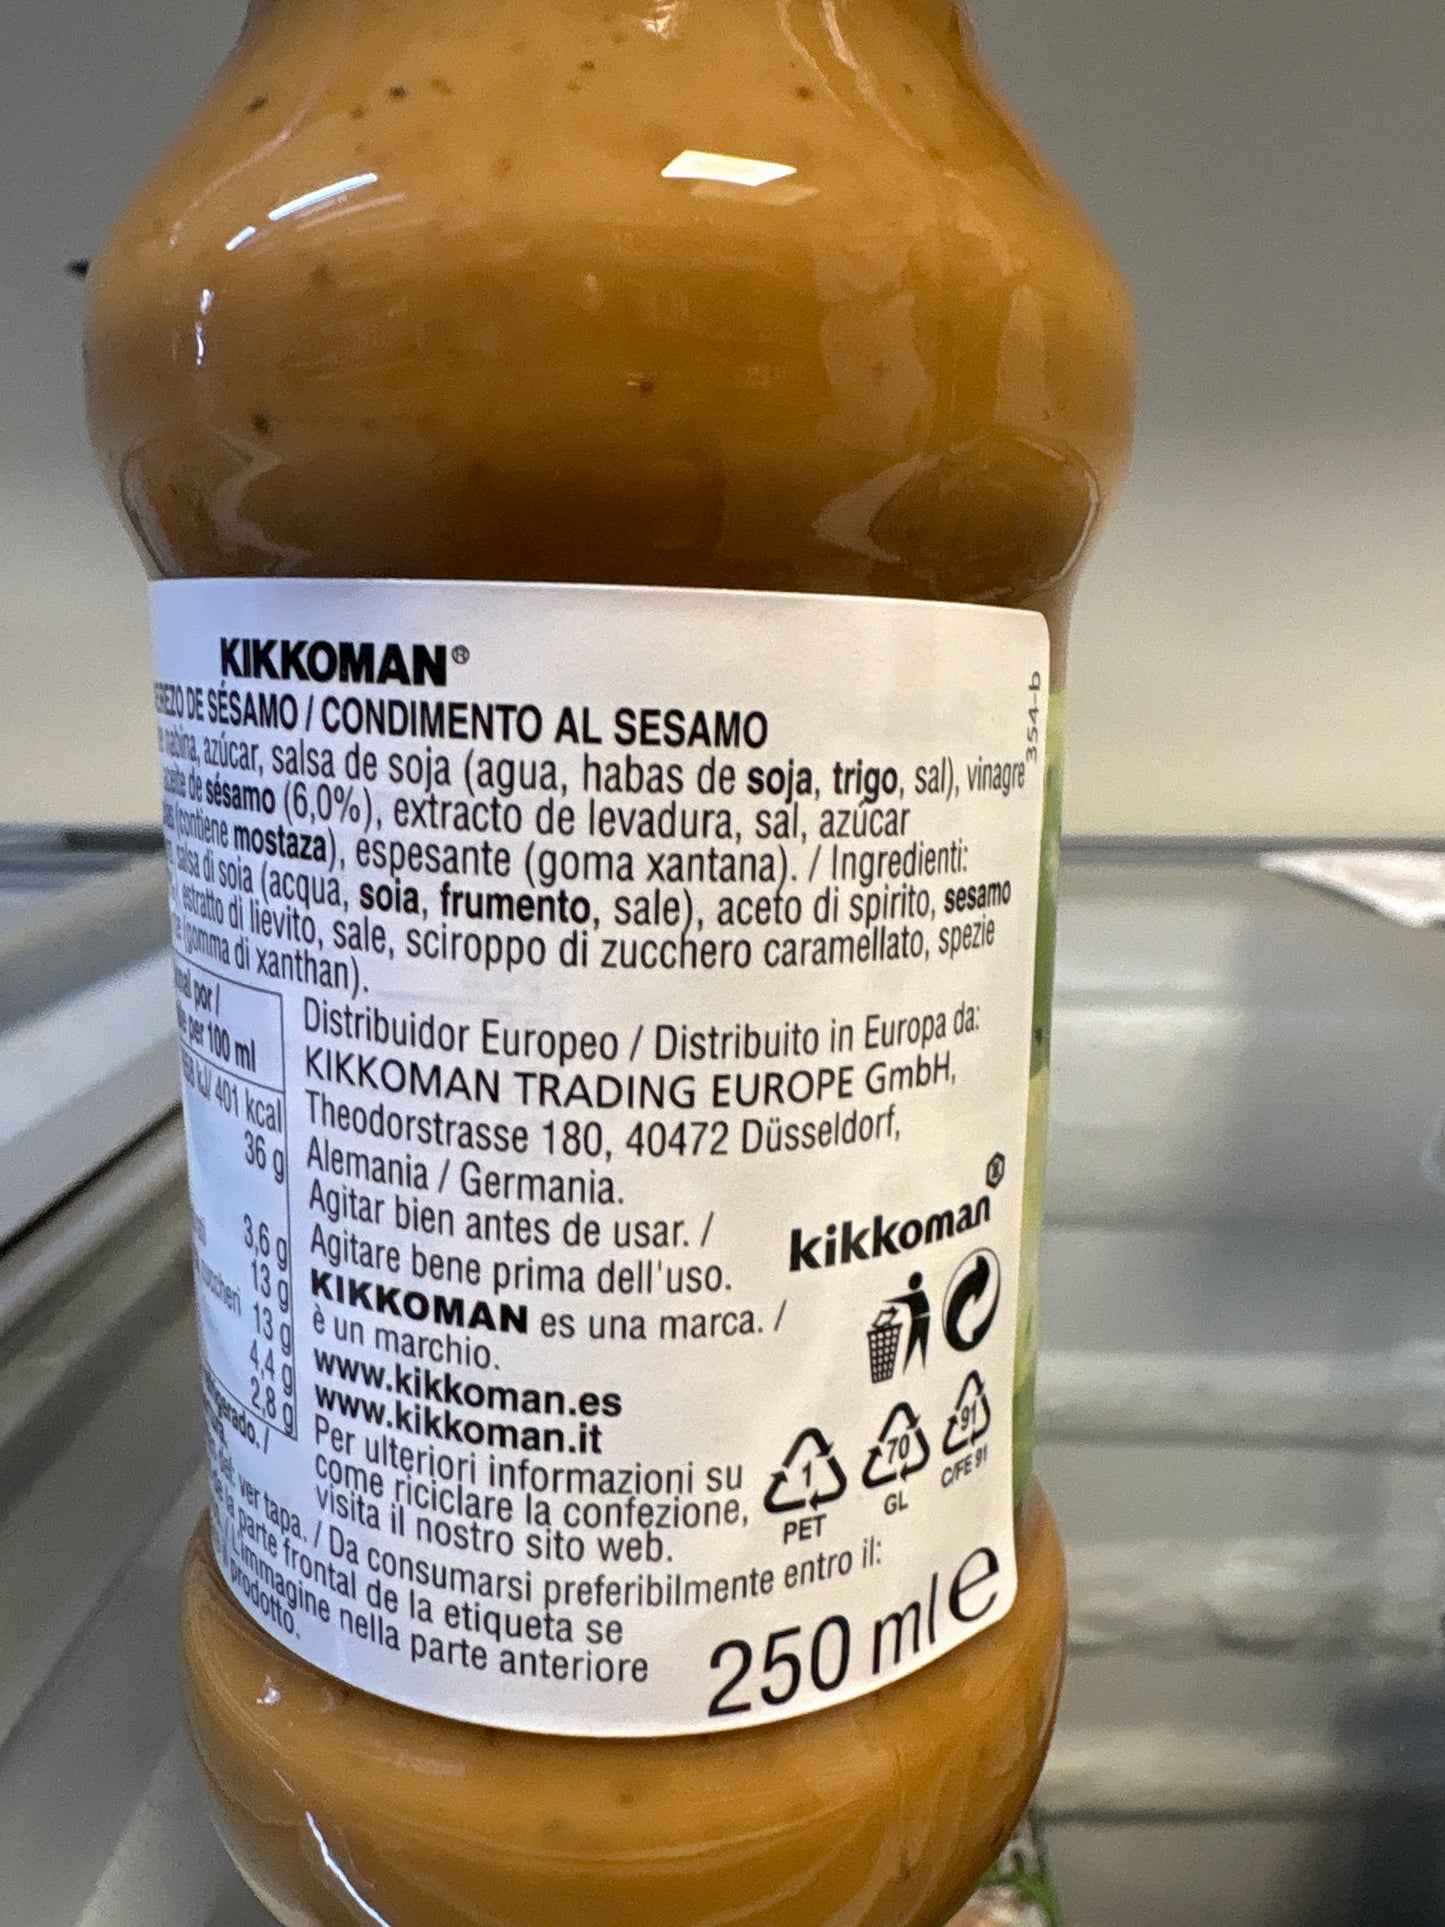 KIKKOMAN®
DE SÉSAMO / CONDIMENTO AL SESAMO
354-b
nabina, azúcar, salsa de soja (agua, habas de soja, trigo, sal), vinagre
aceite de sésamo (6,0%), extracto de levadura, sal, azúcar
(contiene mostaza), espesante (goma xantana). / Ingredienti:
salsa di soia (acqua, soia, frumento, sale), aceto di spirito, sesamo
estratto di lievito, sale, sciroppo di zucchero caramellato, spezie
(gomma di xanthan).
por /
per 100 ml
kJ/ 401 kcal
36 g
3,6 g
13 g
zuccheri 13 g
4,4 g
2,8 g
Distribuidor Europeo / Distribuito in Europa da:
KIKKOMAN TRADING EUROPE GmbH,
Theodorstrasse 180, 40472 Düsseldorf,
Alemania / Germania.
Agitar bien antes de usar. /
Agitare bene prima dell'uso.
KIKKOMAN es una marca. /
è un marchio.
www.kikkoman.es
www.kikkoman.it
Per ulteriori informazioni su
come riciclare la confezione,
visita il nostro sito web.
kikkoman®
1
PET
70
GL
91
C/FE 91
ver tapa. / Da consumarsi preferibilmente entro il:
de la parte frontal de la etiqueta se
/ L'immagine nella parte anteriore
prodotto.
250 ml e